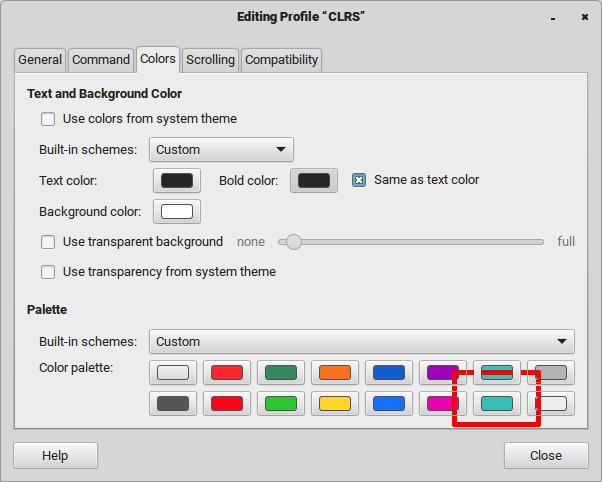 Editing Profile “CLRS”
General Command Colors Scrolling Compatibility
Text and Background Color
Use colors from system theme
Built-in schemes: Custom
Text color: Bold color: Same as text color
Background color:
Use transparent background none full
Use transparency from system theme
Palette
Built-in schemes: Custom
Color palette:
Help Close